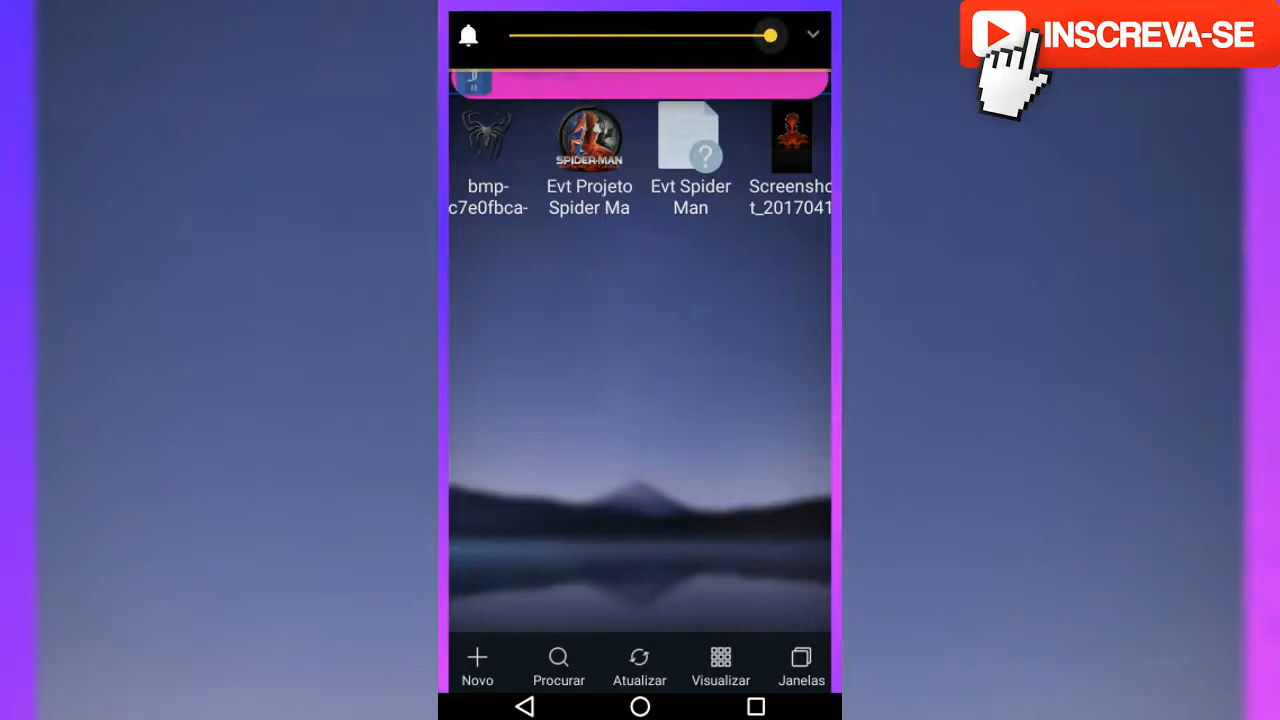 INSCREVA-SE
SPIDER-MAN
bmp-
c7e0fbca-
Evt Projeto
Spider Ma
Evt Spider
Man
?
Screensho
t_2017041
Novo
Procurar
Atualizar
Visualizar
Janelas